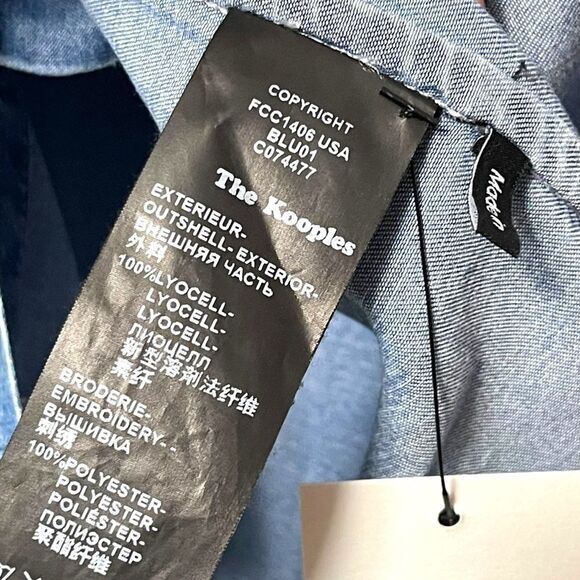 COPYRIGHT
FCC1406 USA
BLU01
C074477
The Kooples
EXTERIEUR-
OUTSHELL- EXTERIOR-
ВНЕШНЯЯ ЧАСТЬ
外料
100%LYOCELL-
LYOCELL-
LYOCELL-
ЛИОЦЕЛЛ
新型溶剂法纤维
素纤
BRODERIE-
EMBROIDERY- -
ВЫШИВКА
刺绣
100%POLYESTER-
POLYESTER-
POLIÉSTER-
ПОЛИЭСТЕР
聚酯纤维